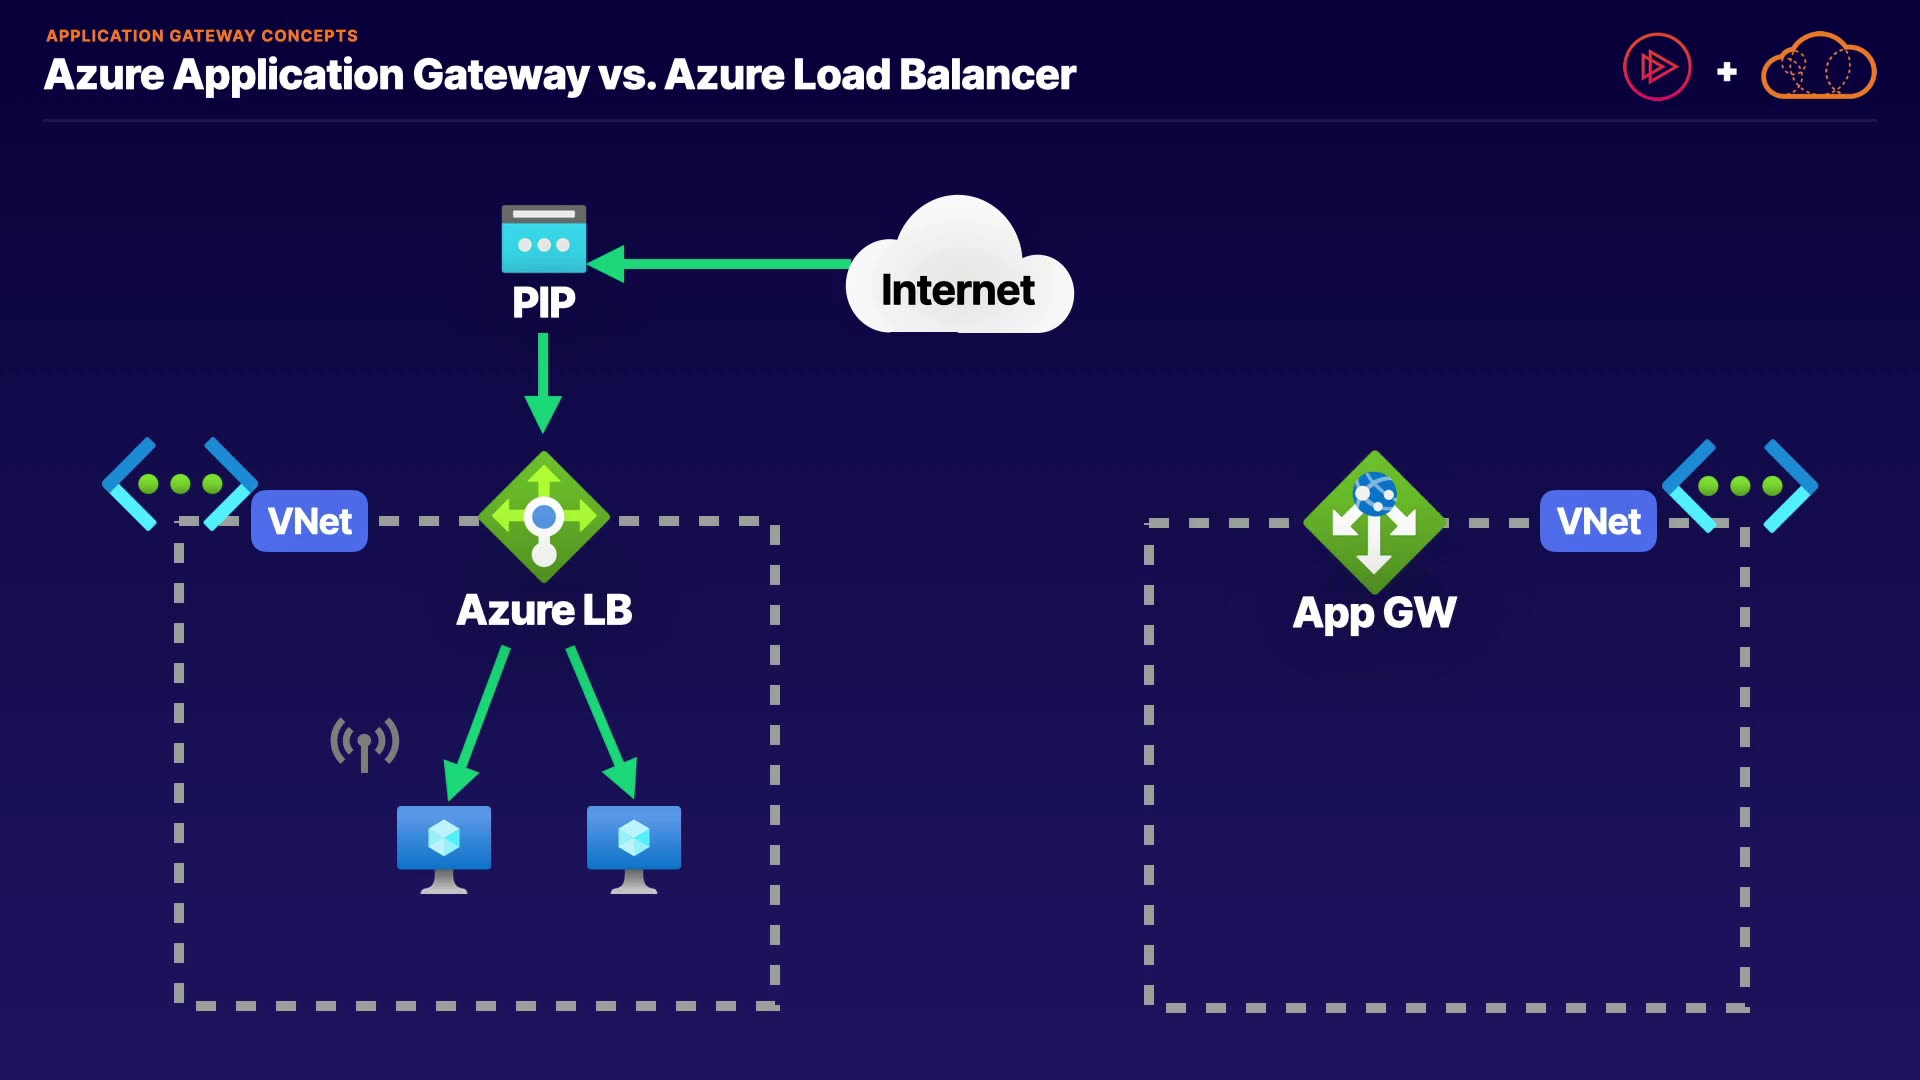 APPLICATION GATEWAY CONCEPTS
Azure Application Gateway vs. Azure Load Balancer
+
Internet
PIP
VNet
VNet
Azure LB
App GW